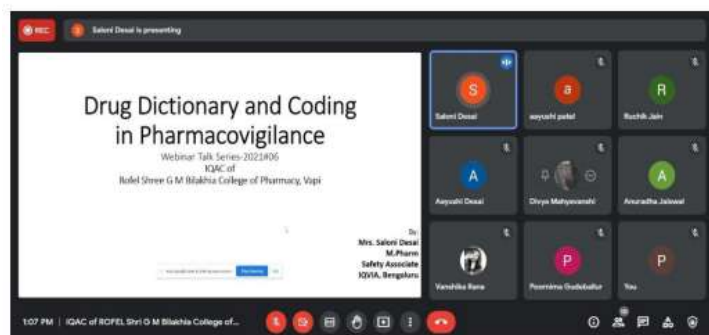 REC
S
Saloni Desai is presenting
Drug Dictionary and Coding
in Pharmacovigilance
Webinar Talk Series-2021#06
IQAC of
Rofel Shree G M Bilakhia College of Pharmacy, Vapi
By:
Mrs. Saloni Desai
M.Pharm
Safety Associate
IQVIA, Bengaluru
S
Saloni Desai
a
aayushi patel
R
Ruchik Jain
A
Aayushi Desai
Divya Mahyavanshi
A
Anuradha Jaiswal
Vanshika Rana
P
Poornima Gudebaltur
P
You
1:07 PM | IQAC of ROFEL Shri G M Bilakhia College of...